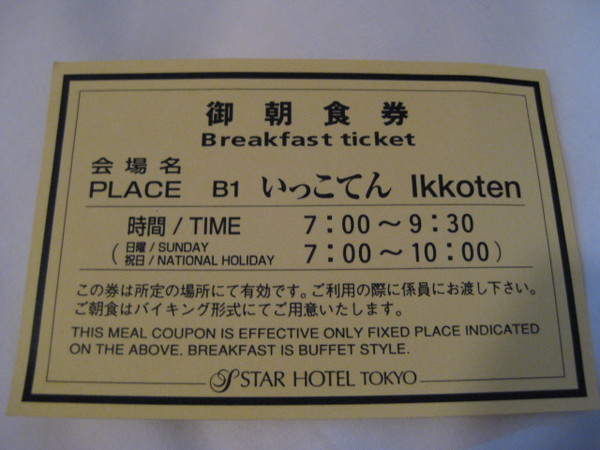 御朝食券
Breakfast ticket
会場名
PLACE B1 いっこてん Ikkoten
時間 / TIME 7:00〜9:30
(日曜 / SUNDAY
祝日 / NATIONAL HOLIDAY 7:00〜10:00)
この券は所定の場所にて有効です。ご利用の際に係員にお渡し下さい。
ご朝食はバイキング形式にてご用意いたします。
THIS MEAL COUPON IS EFFECTIVE ONLY FIXED PLACE INDICATED
ON THE ABOVE. BREAKFAST IS BUFFET STYLE.
STAR HOTEL TOKYO